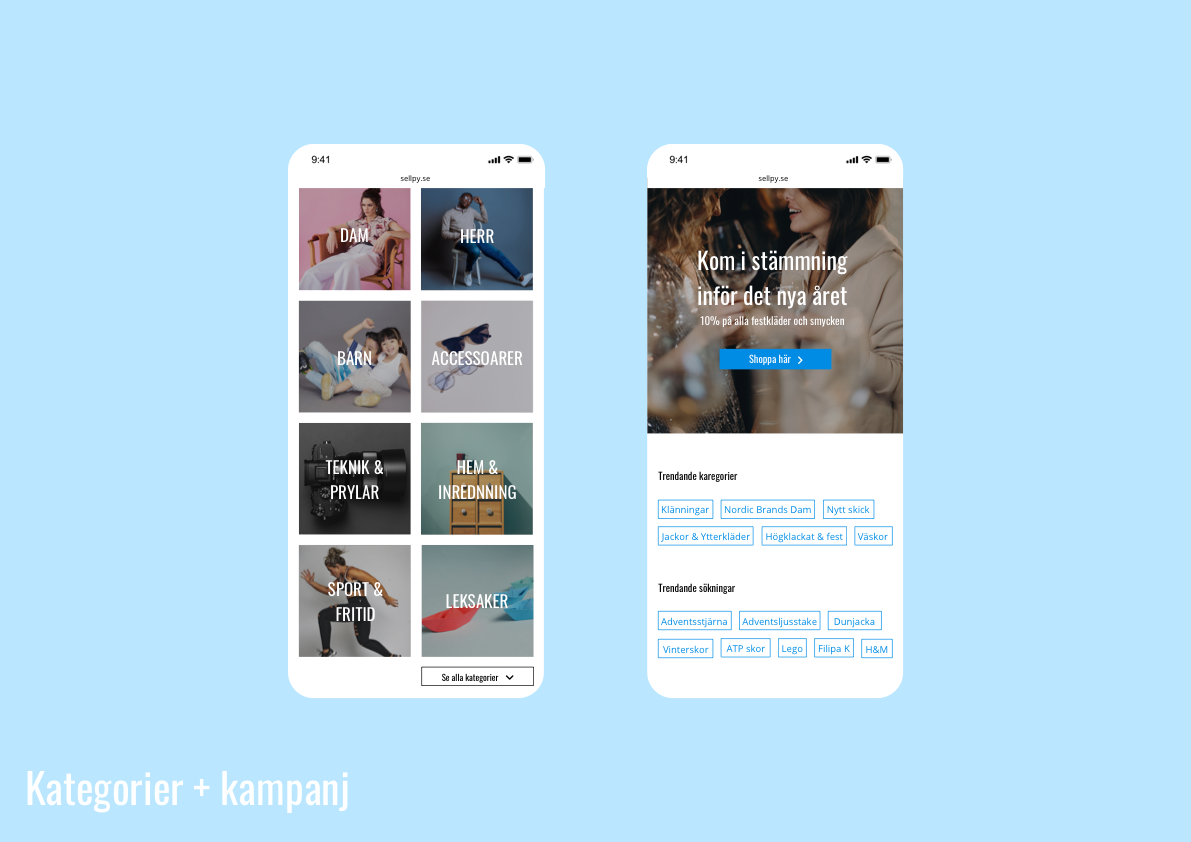 9:41
sellpy.se
DAM
HERR
BARN
ACCESSOARER
TEKNIK &
PRYLAR
HEM &
INREDNNING
SPORT &
FRITID
LEKSAKER
Se alla kategorier
9:41
sellpy.se
Kom i stämmning
inför det nya året
10% på alla festkläder och smycken
Shoppa här
Trendande karegorier
Klänningar Nordic Brands Dam Nytt skick
Jackor & Ytterkläder Högklackat & fest Väskor
Trendande sökningar
Adventsstjärna Adventsljusstake Dunjacka
Vinterskor ATP skor Lego Filipa K H&M
Kategorier + kampanj